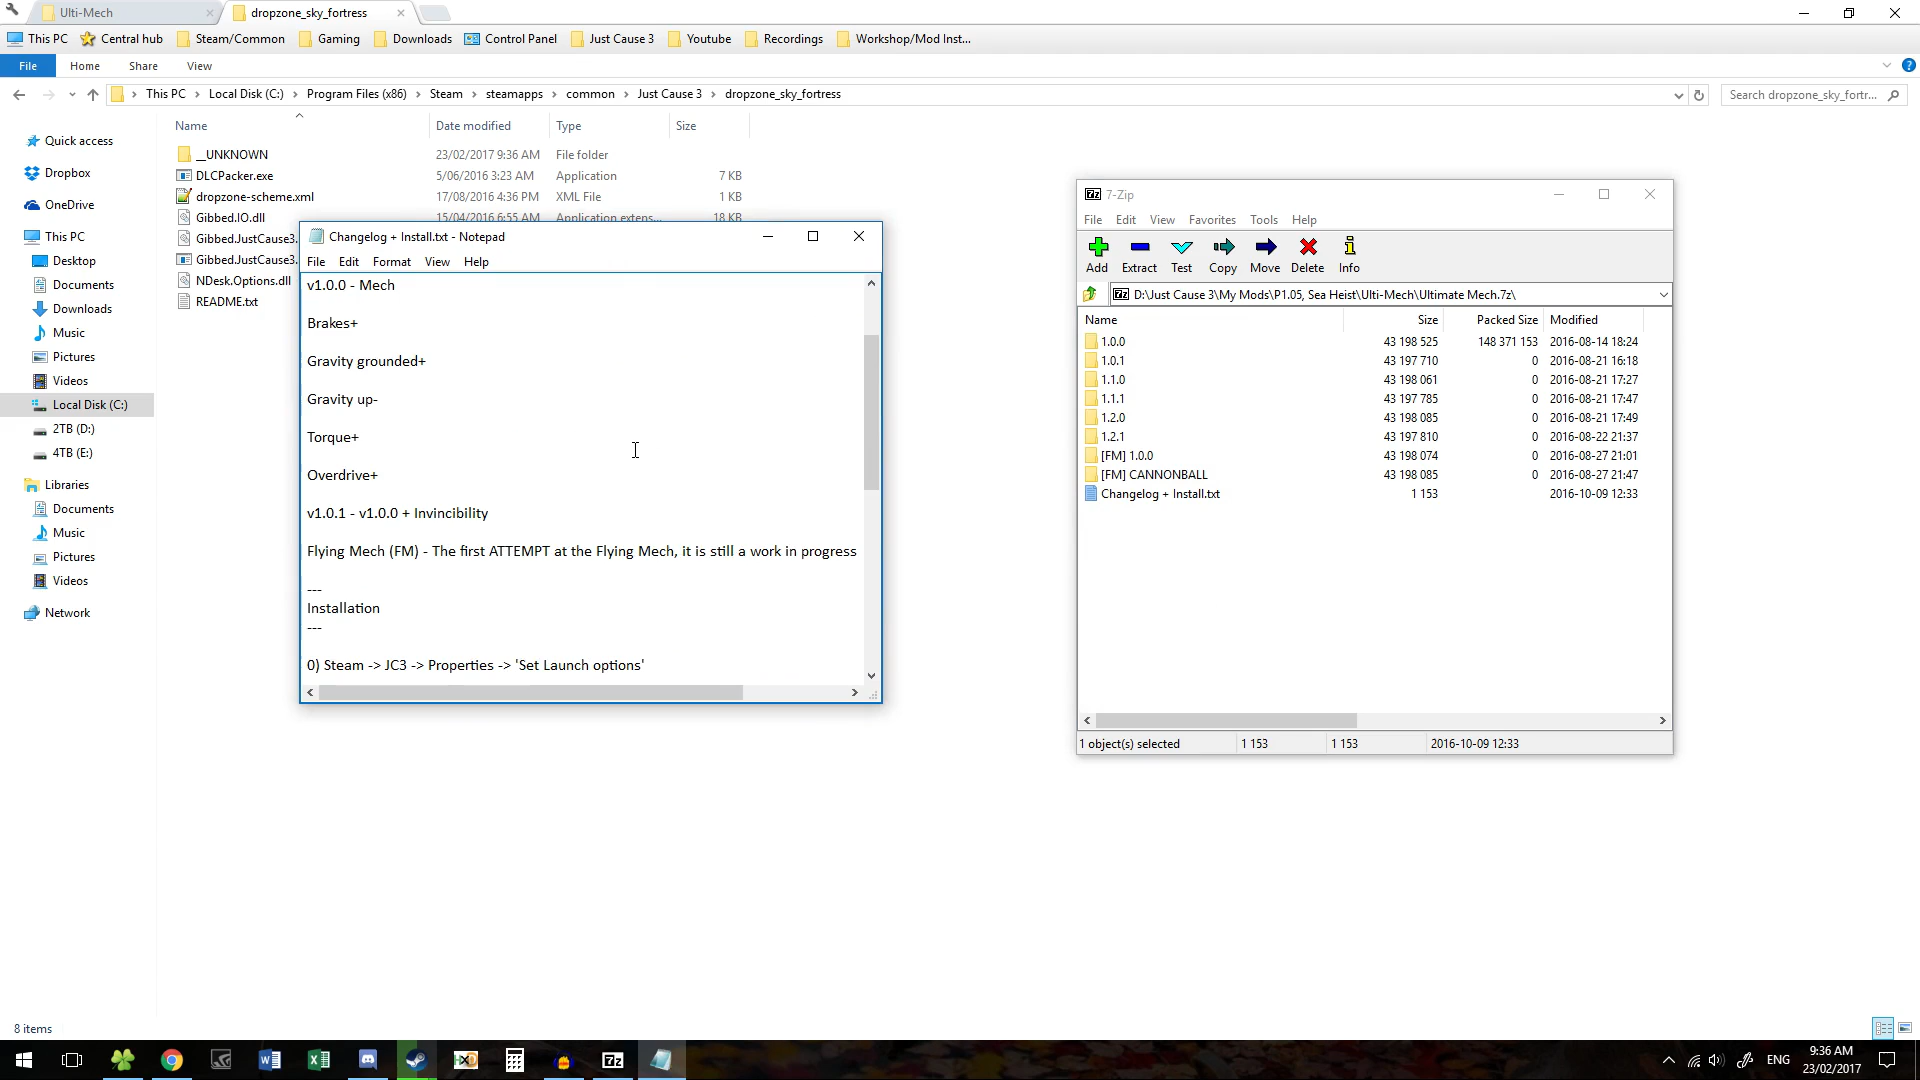 Ulti-Mech
dropzone_sky_fortress
This PC Central hub Steam/Common Gaming Downloads Control Panel Just Cause 3 Youtube Recordings Workshop/Mod Inst...
File Home Share View
This PC Local Disk (C:) Program Files (x86) Steam steamapps common Just Cause 3 dropzone_sky_fortress
Search dropzone_sky_fortr...
Name Date modified Type Size
Quick access
Dropbox
OneDrive
This PC
Desktop
Documents
Downloads
Music
Pictures
Videos
Local Disk (C:)
2TB (D:)
4TB (E:)
Libraries
Documents
Music
Pictures
Videos
Network
__UNKNOWN 23/02/2017 9:36 AM File folder
DLCPacker.exe 5/06/2016 3:23 AM Application 7 KB
dropzone-scheme.xml 17/08/2016 4:36 PM XML File 1 KB
Gibbed.IO.dll 15/04/2016 6:55 AM Application extens... 18 KB
Gibbed.JustCause3.
Gibbed.JustCause3.
NDesk.Options.dll
README.txt
Changelog + Install.txt - Notepad
File Edit Format View Help
v1.0.0 - Mech
Brakes+
Gravity grounded+
Gravity up-
Torque+
Overdrive+
v1.0.1 - v1.0.0 + Invincibility
Flying Mech (FM) - The first ATTEMPT at the Flying Mech, it is still a work in progress
---
Installation
---
0) Steam -> JC3 -> Properties -> 'Set Launch options'
7z 7-Zip
File Edit View Favorites Tools Help
Add Extract Test Copy Move Delete Info
7z D:\Just Cause 3\My Mods\P1.05, Sea Heist\Ulti-Mech\Ultimate Mech.7z\
Name Size Packed Size Modified
1.0.0 43 198 525 148 371 153 2016-08-14 18:24
1.0.1 43 197 710 0 2016-08-21 16:18
1.1.0 43 198 061 0 2016-08-21 17:27
1.1.1 43 197 785 0 2016-08-21 17:47
1.2.0 43 198 085 0 2016-08-21 17:49
1.2.1 43 197 810 0 2016-08-22 21:37
[FM] 1.0.0 43 198 074 0 2016-08-27 21:01
[FM] CANNONBALL 43 198 085 0 2016-08-27 21:47
Changelog + Install.txt 1 153 2016-10-09 12:33
1 object(s) selected 1 153 1 153 2016-10-09 12:33
8 items
7z
ENG
9:36 AM
23/02/2017